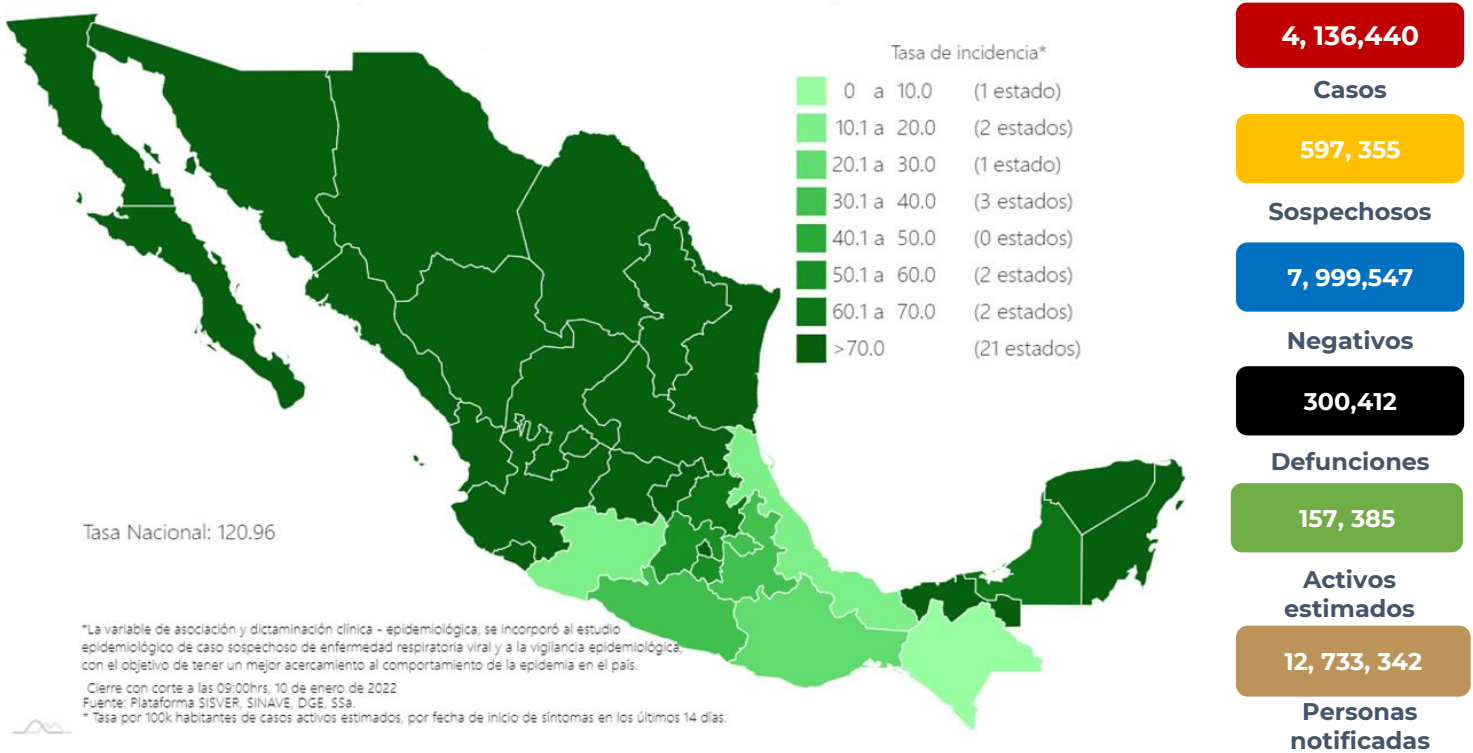 Tasa de incidencia*
0 a 10.0 (1 estado)
10.1 a 20.0 (2 estados)
20.1 a 30.0 (1 estado)
30.1 a 40.0 (3 estados)
40.1 a 50.0 (0 estados)
50.1 a 60.0 (2 estados)
60.1 a 70.0 (2 estados)
>70.0 (21 estados)
Tasa Nacional: 120.96
*La variable de asociación y dictaminación clínica - epidemiológica, se incorporó al estudio
epidemiológico de caso sospechoso de enfermedad respiratoria viral y a la vigilancia epidemiológica,
con el objetivo de tener un mejor acercamiento al comportamiento de la epidemia en el país.
Cierre con corte a las 09:00hrs, 10 de enero de 2022
Fuente: Plataforma SISVER, SINAVE, DGE, SSa.
* Tasa por 100k habitantes de casos activos estimados, por fecha de inicio de síntomas en los últimos 14 días.
4, 136,440
Casos
597, 355
Sospechosos
7, 999,547
Negativos
300,412
Defunciones
157, 385
Activos
estimados
12, 733, 342
Personas
notificadas